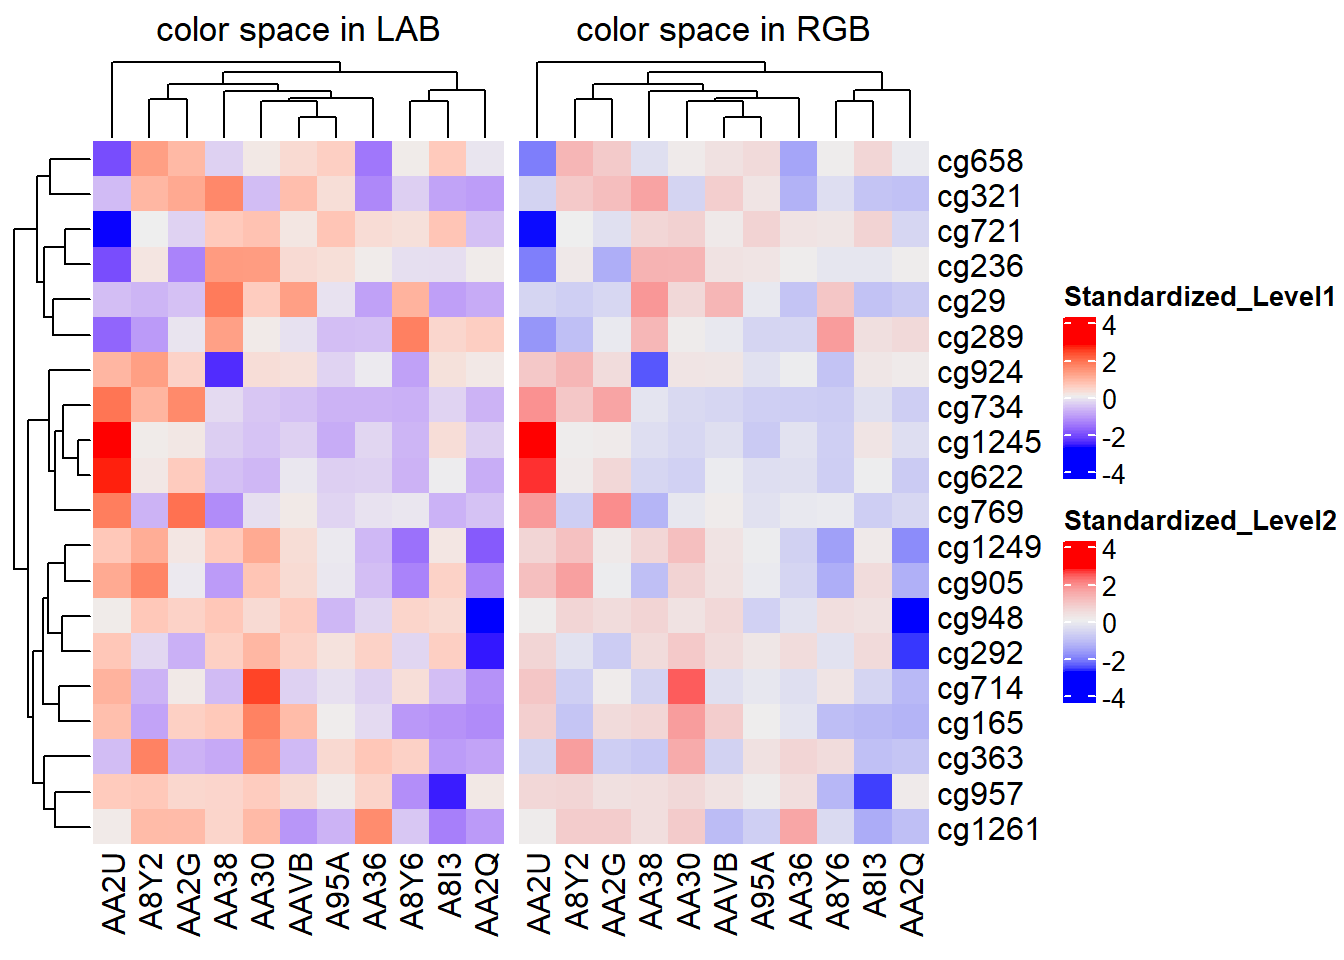 color space in LAB
color space in RGB
cg658
cg321
cg721
cg236
cg29
cg289
cg924
cg734
cg1245
cg622
cg769
cg1249
cg905
cg948
cg292
cg714
cg165
cg363
cg957
cg1261
AA2U
A8Y2
AA2G
AA38
AA30
AAVB
A95A
AA36
A8Y6
A8I3
AA2Q
AA2U
A8Y2
AA2G
AA38
AA30
AAVB
A95A
AA36
A8Y6
A8I3
AA2Q
Standardized_Level1
4
2
0
-2
-4
Standardized_Level2
4
2
0
-2
-4